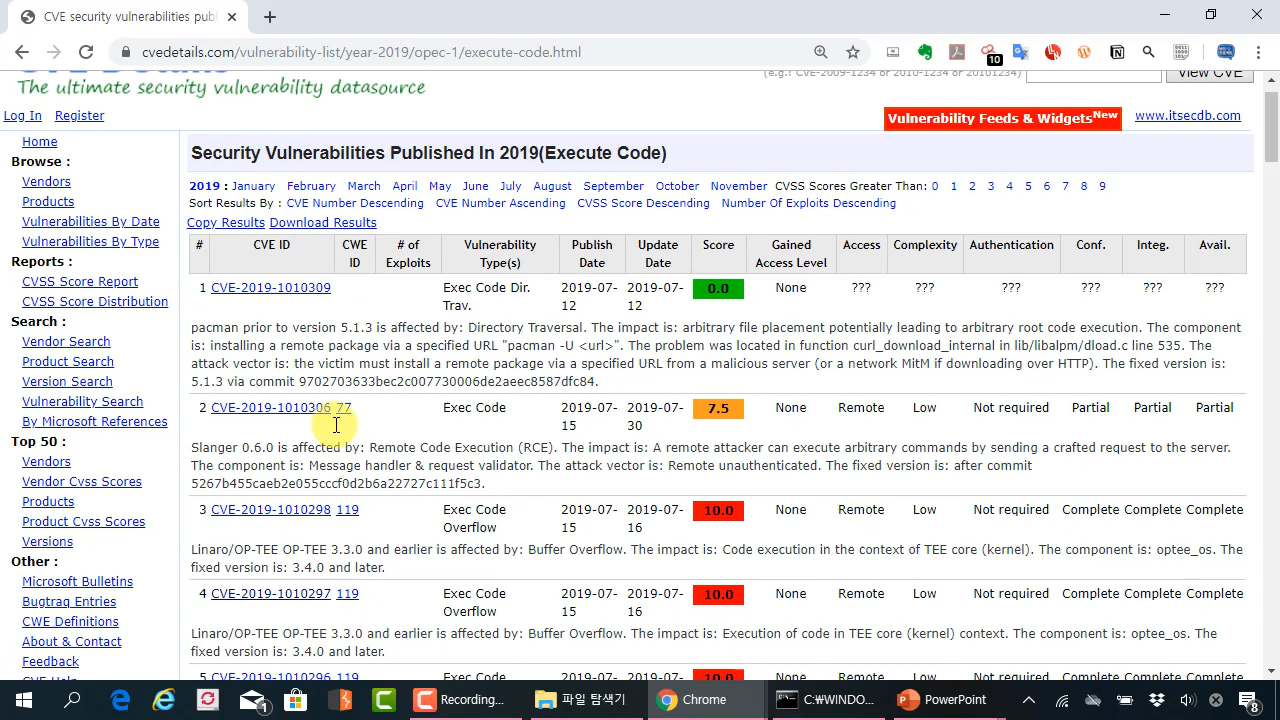 CVE security vulnerabilities publ
cvedetails.com/vulnerability-list/year-2019/opec-1/execute-code.html
10
The ultimate security vulnerability datasource
(e.g.: CVE-2009-1234 or 2010-1234 or 20101234)
View CVE
Log In Register
Vulnerability Feeds & WidgetsNew www.itsecdb.com
Home
Browse :
Vendors
Products
Vulnerabilities By Date
Vulnerabilities By Type
Reports :
CVSS Score Report
CVSS Score Distribution
Search :
Vendor Search
Product Search
Version Search
Vulnerability Search
By Microsoft References
Top 50 :
Vendors
Vendor Cvss Scores
Products
Product Cvss Scores
Versions
Other :
Microsoft Bulletins
Bugtraq Entries
CWE Definitions
About & Contact
Feedback
Security Vulnerabilities Published In 2019(Execute Code)
2019 : January February March April May June July August September October November CVSS Scores Greater Than: 0 1 2 3 4 5 6 7 8 9
Sort Results By : CVE Number Descending CVE Number Ascending CVSS Score Descending Number Of Exploits Descending
Copy Results Download Results
# CVE ID CWE ID # of Exploits Vulnerability Type(s) Publish Date Update Date Score Gained Access Level Access Complexity Authentication Conf. Integ. Avail.
1 CVE-2019-1010309 Exec Code Dir. Trav. 2019-07-12 2019-07-12 0.0 None ??? ??? ??? ??? ??? ???
pacman prior to version 5.1.3 is affected by: Directory Traversal. The impact is: arbitrary file placement potentially leading to arbitrary root code execution. The component
is: installing a remote package via a specified URL "pacman -U <url>". The problem was located in function curl_download_internal in lib/libalpm/dload.c line 535. The
attack vector is: the victim must install a remote package via a specified URL from a malicious server (or a network MitM if downloading over HTTP). The fixed version is:
5.1.3 via commit 9702703633bec2c007730006de2aeec8587dfc84.
2 CVE-2019-1010306 77 Exec Code 2019-07-15 2019-07-30 7.5 None Remote Low Not required Partial Partial Partial
Slanger 0.6.0 is affected by: Remote Code Execution (RCE). The impact is: A remote attacker can execute arbitrary commands by sending a crafted request to the server.
The component is: Message handler & request validator. The attack vector is: Remote unauthenticated. The fixed version is: after commit
5267b455caeb2e055cccf0d2b6a22727c111f5c3.
3 CVE-2019-1010298 119 Exec Code Overflow 2019-07-15 2019-07-16 10.0 None Remote Low Not required Complete Complete Complete
Linaro/OP-TEE OP-TEE 3.3.0 and earlier is affected by: Buffer Overflow. The impact is: Code execution in the context of TEE core (kernel). The component is: optee_os. The
fixed version is: 3.4.0 and later.
4 CVE-2019-1010297 119 Exec Code Overflow 2019-07-15 2019-07-16 10.0 None Remote Low Not required Complete Complete Complete
Linaro/OP-TEE OP-TEE 3.3.0 and earlier is affected by: Buffer Overflow. The impact is: Execution of code in TEE core (kernel) context. The component is: optee_os. The
fixed version is: 3.4.0 and later.
5 CVE-2019-1010296 119 Exec Code 2019-07- 2019-07- 10.0 None Remote Low Not required Complete Complete Complete
Recording... 파일 탐색기 Chrome C:₩WINDO... PowerPoint